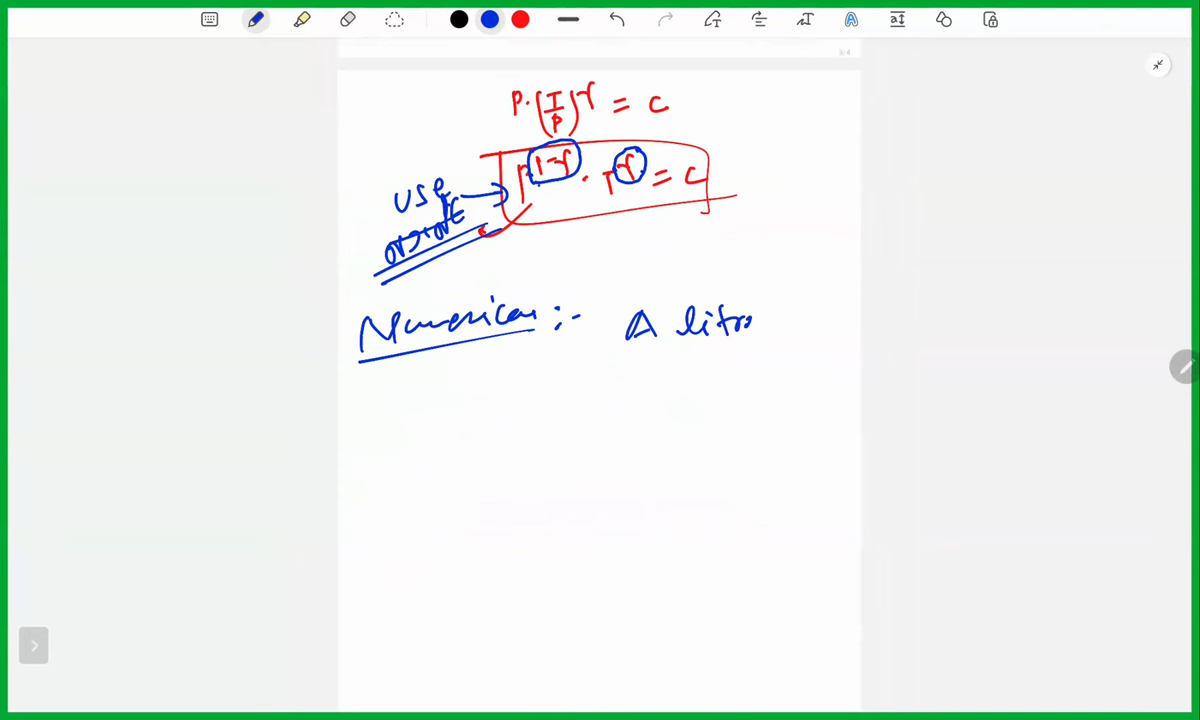 P.(T/P)^γ = C
P^1-γ . T^γ = C
use
Numerical :- A litre